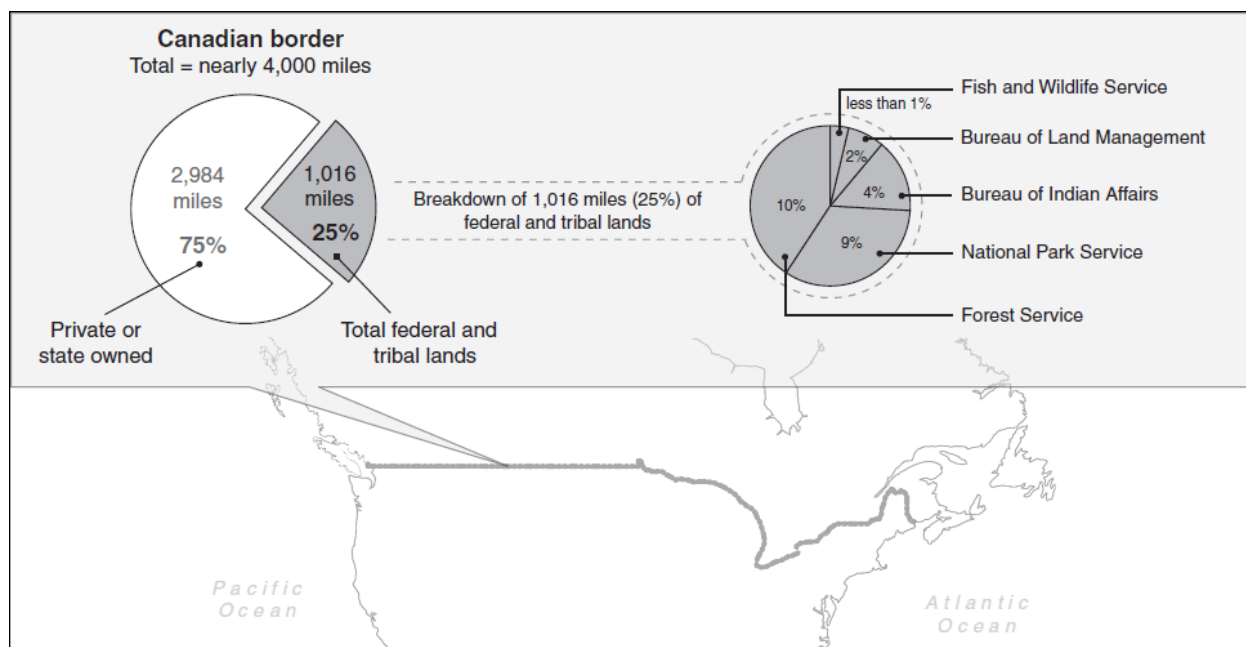 Canadian border
Total = nearly 4,000 miles
2,984
miles
75%
1,016
miles
25%
Private or
state owned
Total federal and
tribal lands
Breakdown of 1,016 miles (25%) of
federal and tribal lands
less than 1%
2%
4%
9%
10%
Fish and Wildlife Service
Bureau of Land Management
Bureau of Indian Affairs
National Park Service
Forest Service
Pacific
Ocean
Atlantic
Ocean